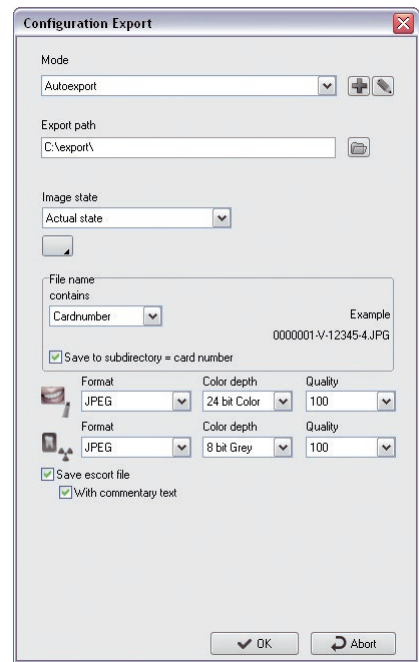 Configuration Export
Mode
Autoexport
Export path
C:\export\
Image state
Actual state
File name
contains
Cardnumber
Example
0000001-V-12345-4.JPG
Save to subdirectory = card number
Format Color depth Quality
JPEG 24 bit Color 100
Format Color depth Quality
JPEG 8 bit Grey 100
Save escort file
With commentary text
OK Abort